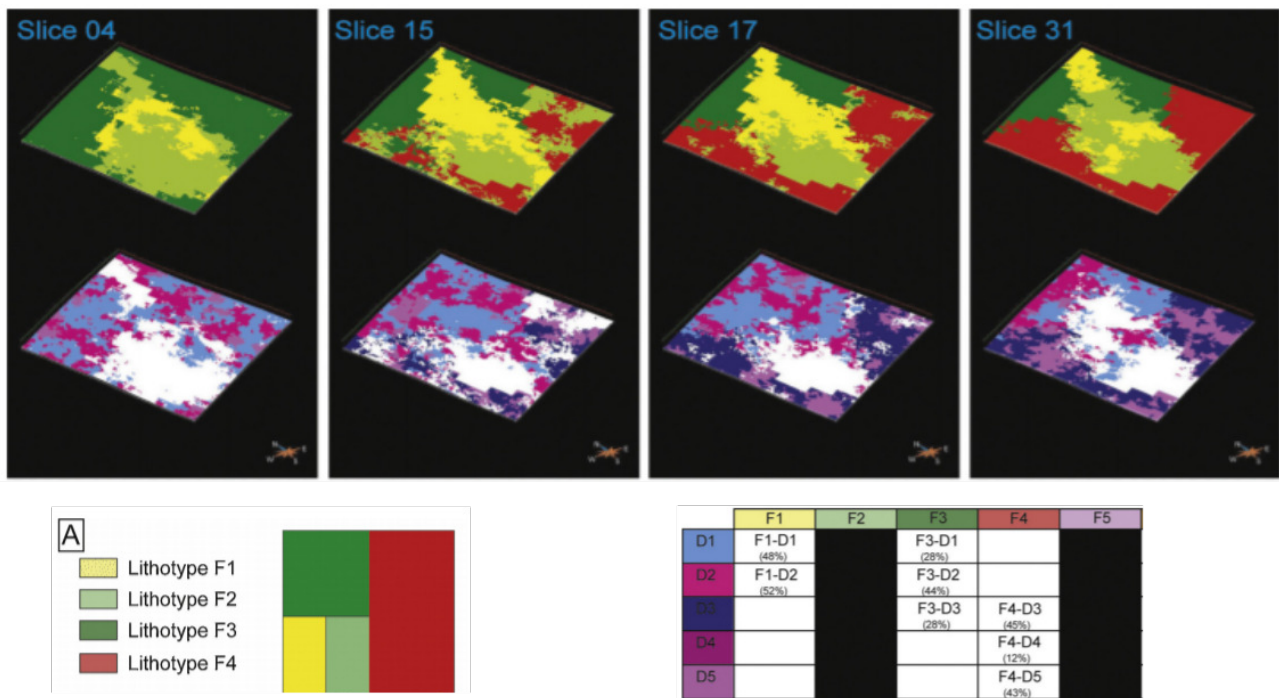 Slice 04
Slice 15
Slice 17
Slice 31
N
E
W
S
N
E
W
S
N
E
W
S
N
E
W
S
A
Lithotype F1
Lithotype F2
Lithotype F3
Lithotype F4
F1 F2 F3 F4 F5
D1 F1-D1 F3-D1
(48%) (28%)
D2 F1-D2 F3-D2
(52%) (44%)
D3 F3-D3 F4-D3
(28%) (45%)
D4 F4-D4
(12%)
D5 F4-D5
(43%)